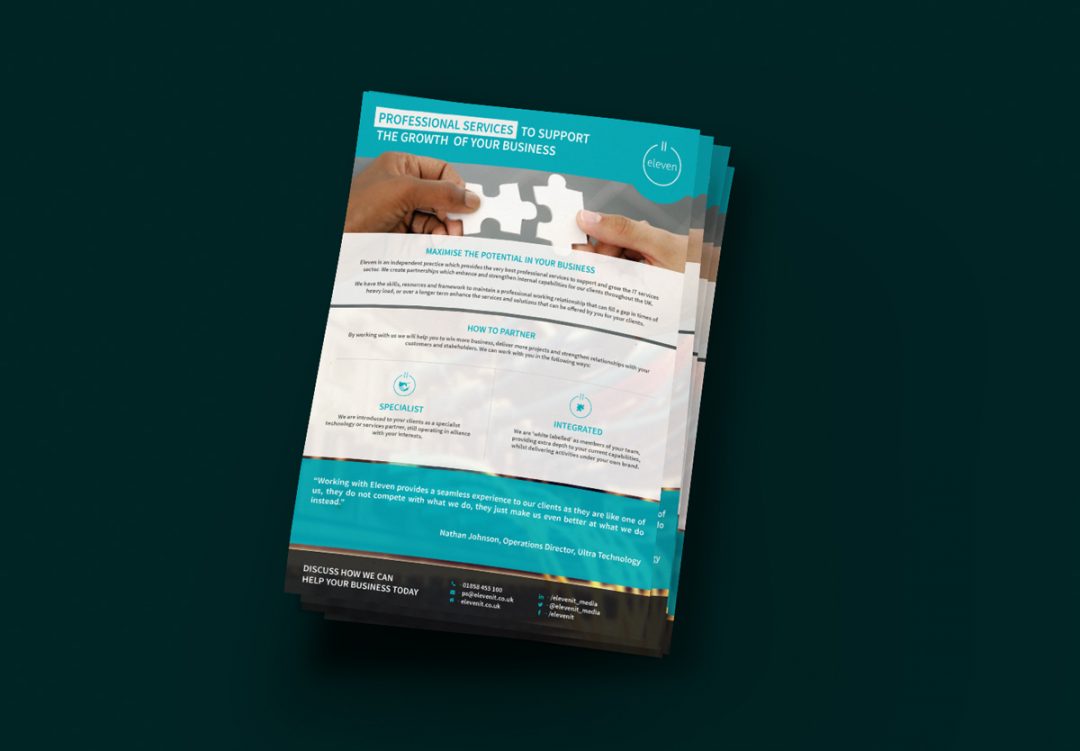 PROFESSIONAL SERVICES TO SUPPORT
THE GROWTH OF YOUR BUSINESS
eleven
MAXIMISE THE POTENTIAL IN YOUR BUSINESS
Eleven is an independent practice which provides the very best professional services to support and grow the IT services
sector. We create partnerships which enhance and strengthen internal capabilities for our clients throughout the UK.
We have the skills, resources and framework to maintain a professional working relationship that can fill a gap in times of
heavy load, or over a longer term enhance the services and solutions that can be offered by you for your clients.
HOW TO PARTNER
By working with us we will help you to win more business, deliver more projects and strengthen relationships with your
customers and stakeholders. We can work with you in the following ways:
SPECIALIST
We are introduced to your clients as a specialist
technology or services partner, still operating in alliance
with your interests.
INTEGRATED
We are 'white labelled' as members of your team,
providing extra depth to your current capabilities,
whilst delivering activities under your own brand.
"Working with Eleven provides a seamless experience to our clients as they are like one of
us, they do not compete with what we do, they just make us even better at what we do
instead."
Nathan Johnson, Operations Director, Ultra Technology
of
do
gy
DISCUSS HOW WE CAN
HELP YOUR BUSINESS TODAY
01858 455 100
ps@elevenit.co.uk
elevenit.co.uk
/elevenit_media
@elevenit_media
/elevenit